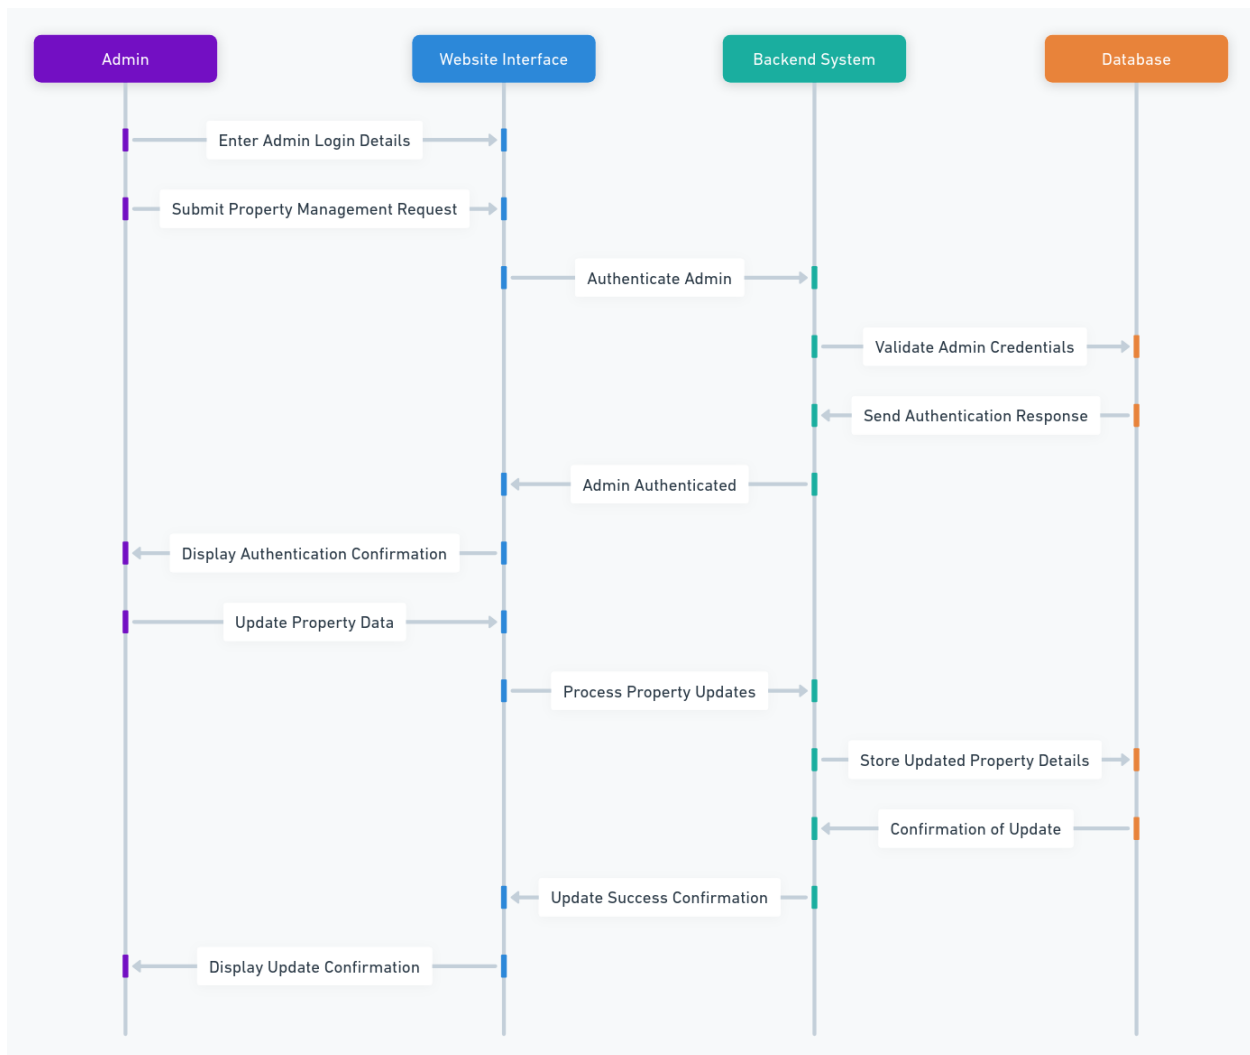 Admin
Website Interface
Backend System
Database
Enter Admin Login Details
Submit Property Management Request
Authenticate Admin
Validate Admin Credentials
Send Authentication Response
Admin Authenticated
Display Authentication Confirmation
Update Property Data
Process Property Updates
Store Updated Property Details
Confirmation of Update
Update Success Confirmation
Display Update Confirmation